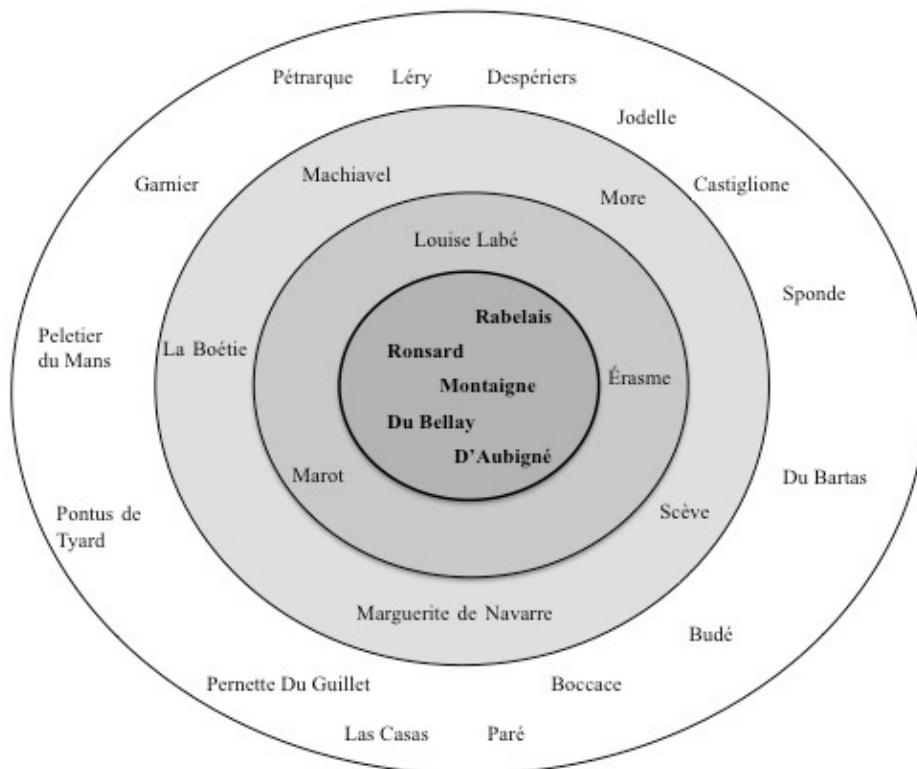 Pétrarque Léry Despériers
Jodelle
Garnier Machiavel More Castiglione
Louise Labé
Sponde
Rabelais
Peletier
du Mans
La Boétie Ronsard
Montaigne Érasme
Du Bellay
D'Aubigné
Marot Du Bartas
Pontus de
Tyard
Scève
Marguerite de Navarre
Budé
Pernette Du Guillet Boccace
Las Casas Paré